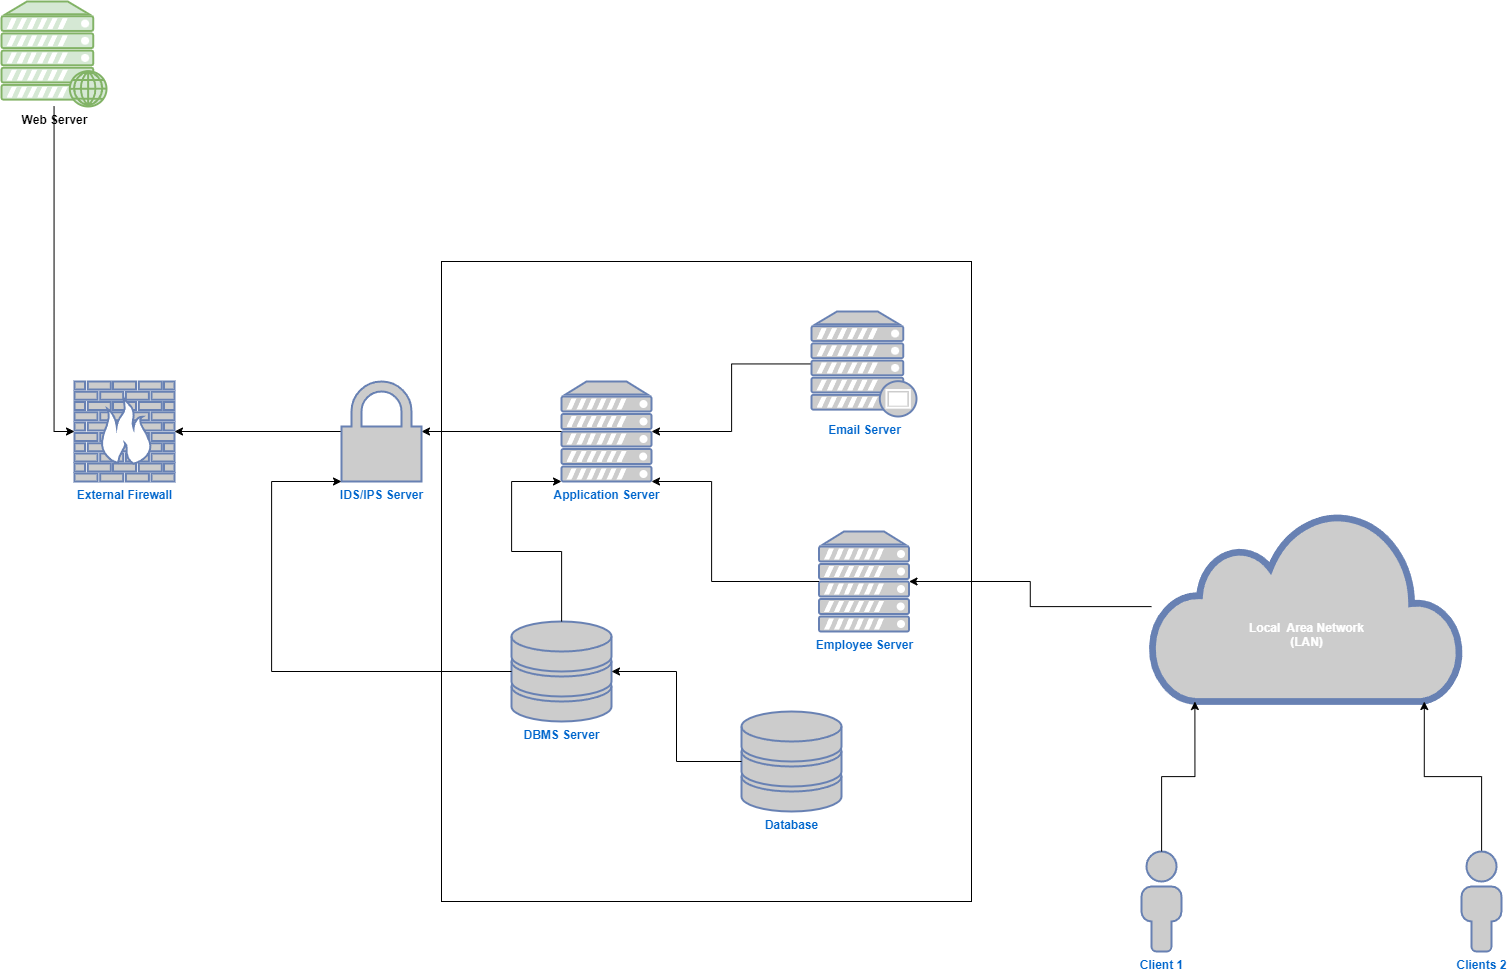 Web Server
Email Server
External Firewall
IDS/IPS Server
Application Server
Local Area Network
(LAN)
Employee Server
DBMS Server
Database
Client 1
Clients 2